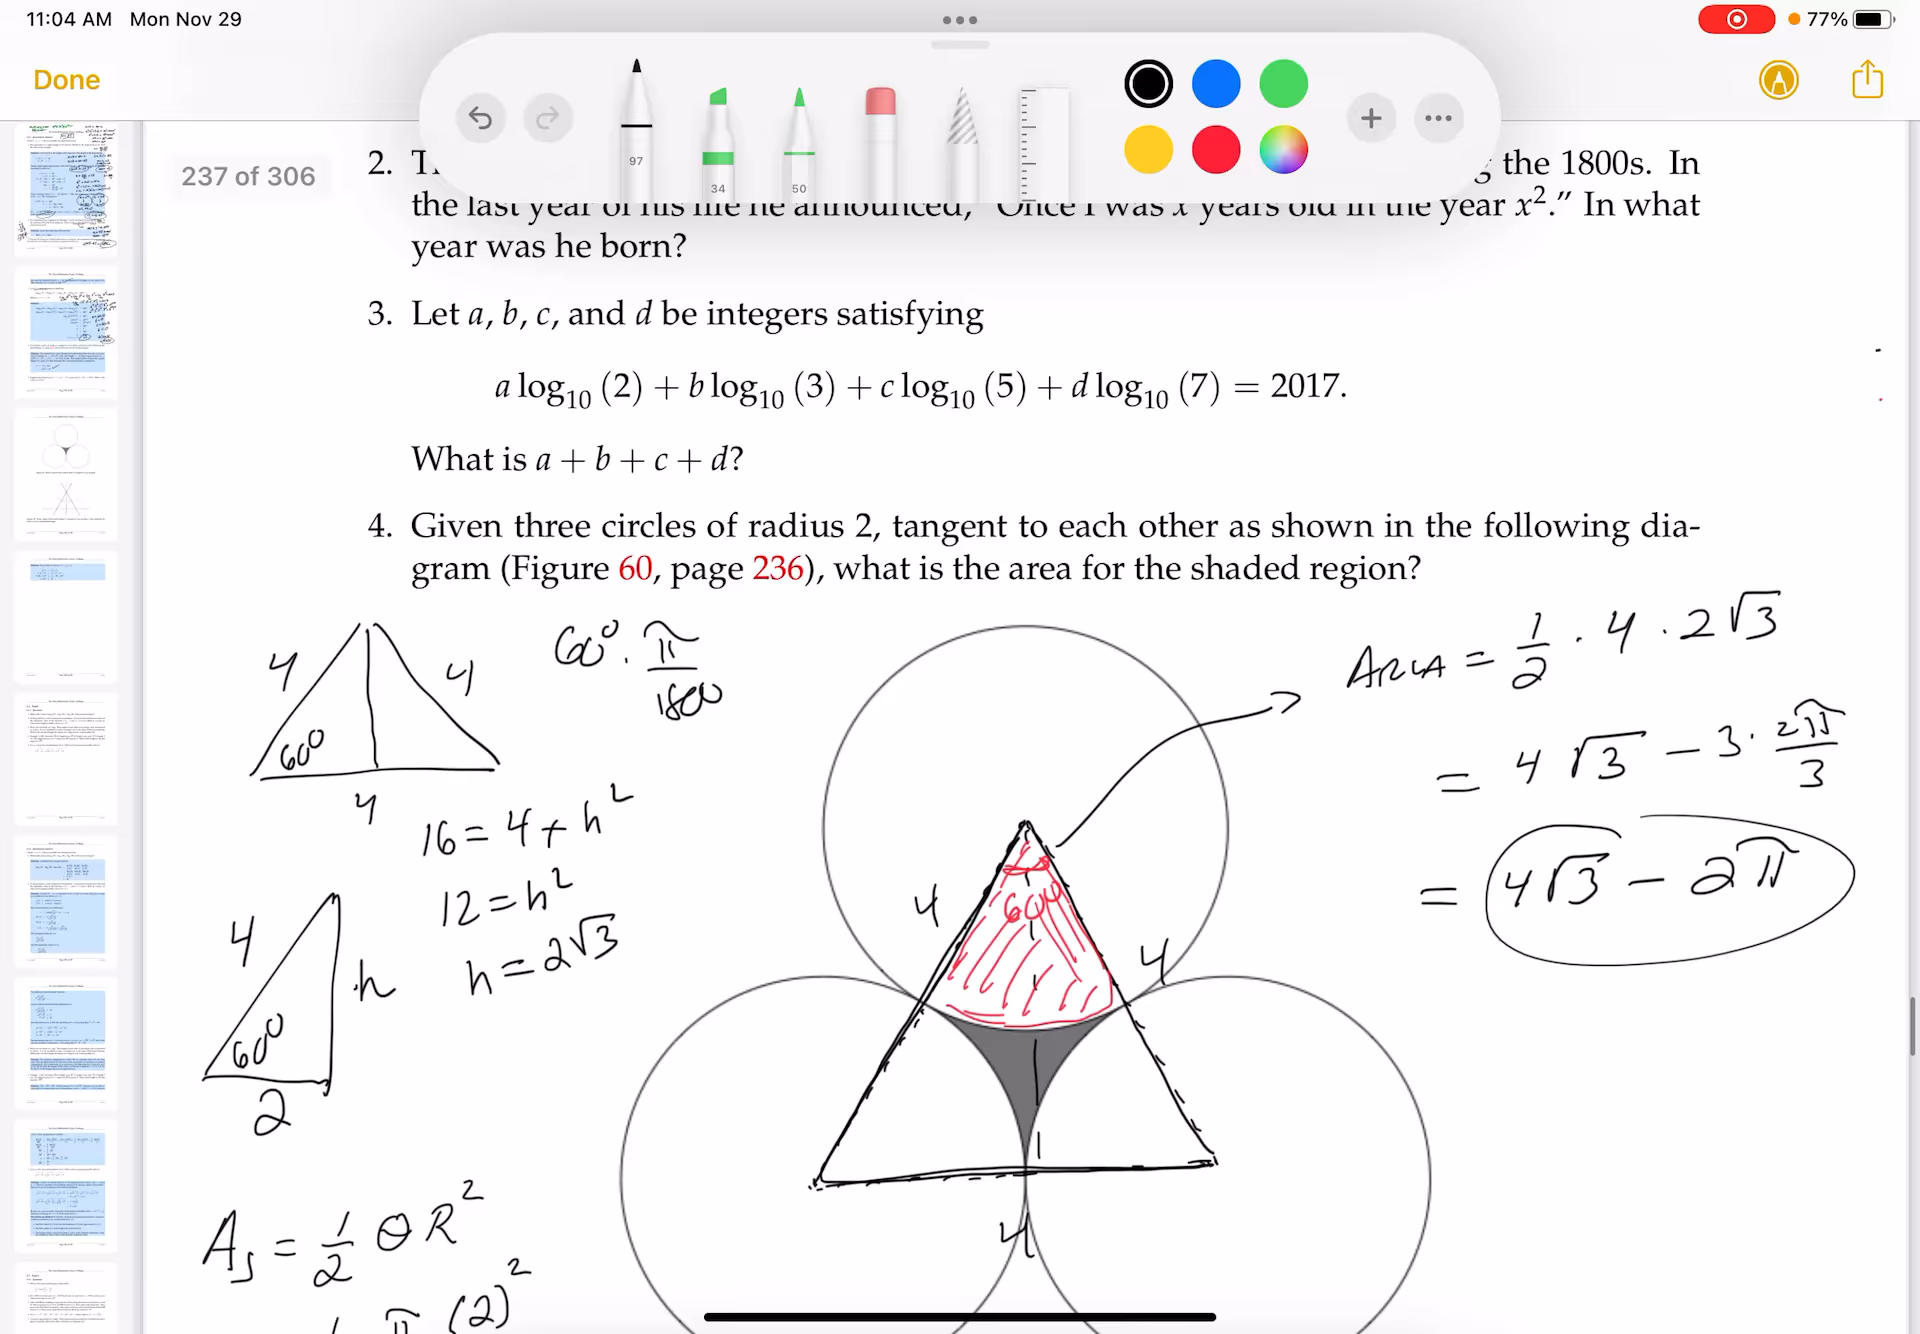 11:04 AM Mon Nov 29
77%
Done
97
34
50
237 of 306
2. T
g the 1800s. In
the last year of his life he announced, “Once I was x years old in the year x².” In what
year was he born?
3. Let a, b, c, and d be integers satisfying
a log₁₀ (2) + b log₁₀ (3) + c log₁₀ (5) + d log₁₀ (7) = 2017.
What is a + b + c + d?
4. Given three circles of radius 2, tangent to each other as shown in the following dia-
gram (Figure 60, page 236), what is the area for the shaded region?
4
4
60°
4
60° · π/180
16 = 4 + h²
12 = h²
h = 2√3
4
h
60°
2
A_s = 1/2 θ R²
π (2)²
4
60°
4
4
AREA = 1/2 · 4 · 2√3
= 4√3 − 3 · 2π/3
= 4√3 − 2π